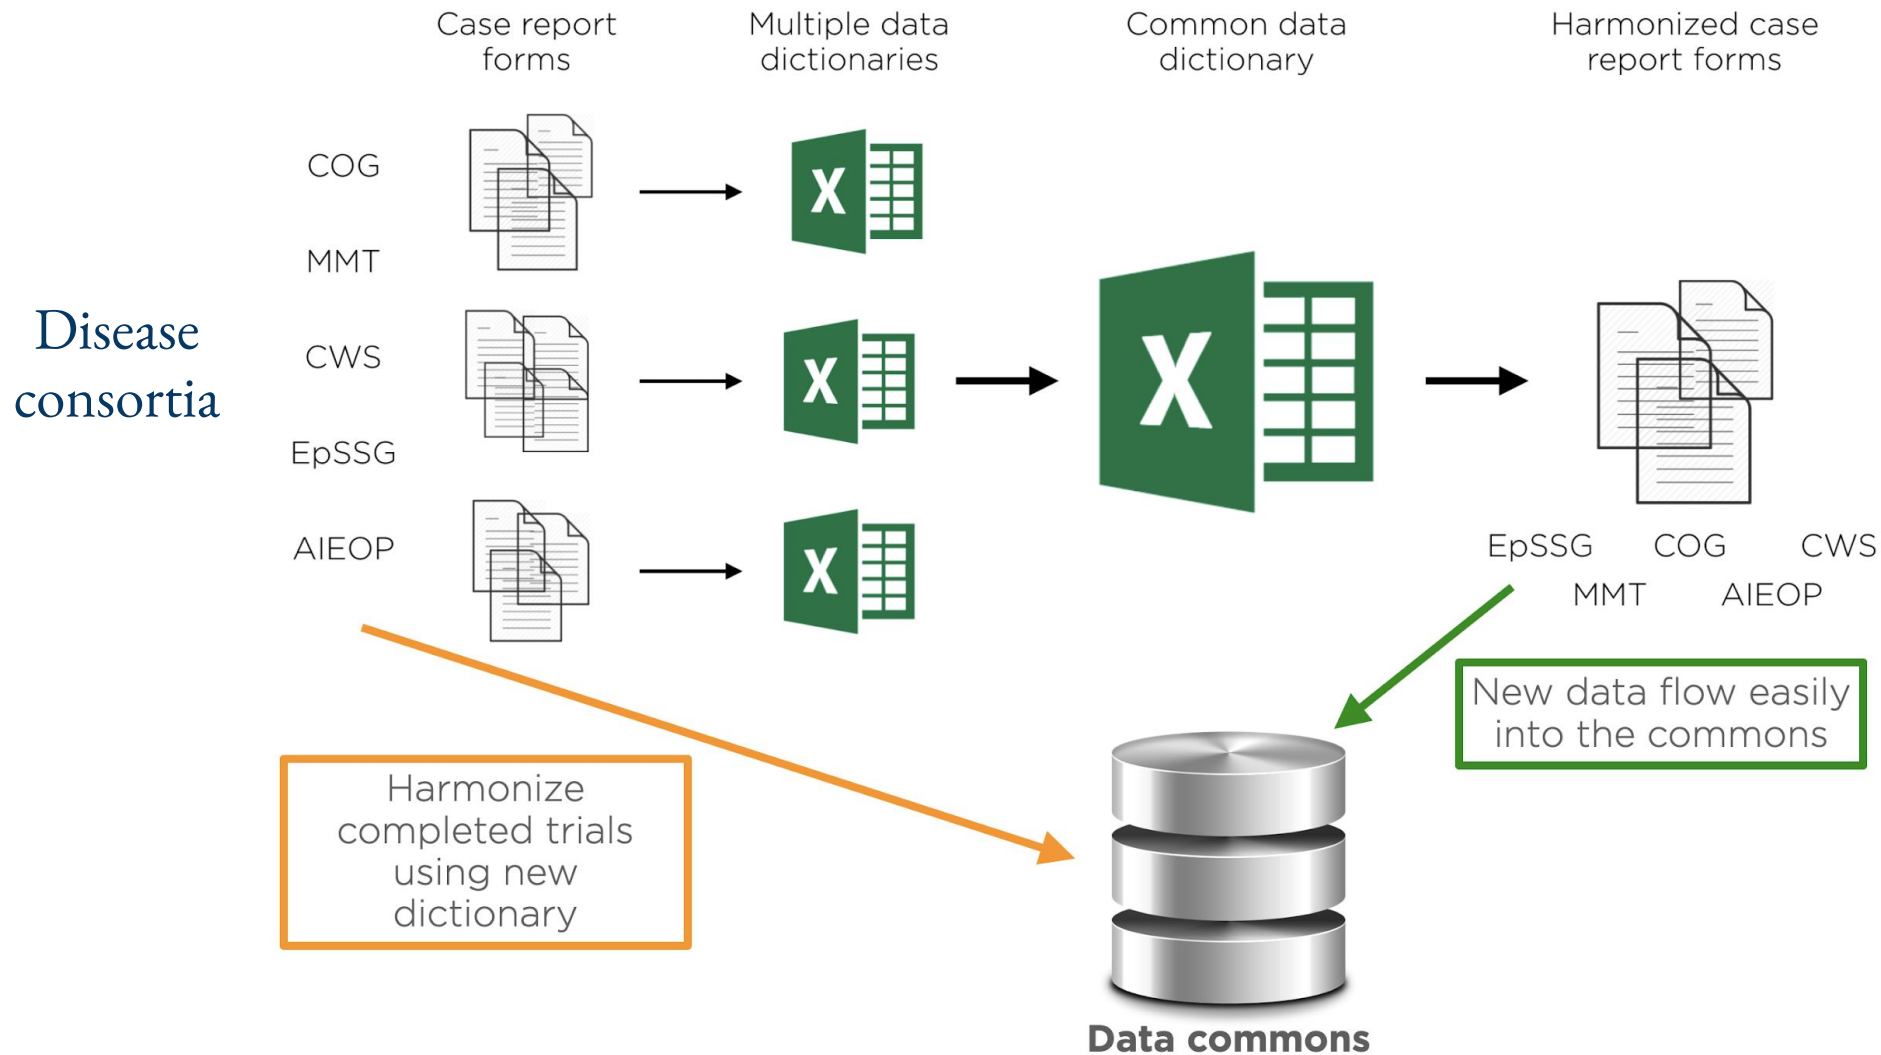 Case report
forms
Multiple data
dictionaries
Common data
dictionary
Harmonized case
report forms
Disease
consortia
COG
MMT
CWS
EpSSG
AIEOP
X
X
X
X
EpSSG COG CWS
MMT AIEOP
Harmonize
completed trials
using new
dictionary
New data flow easily
into the commons
Data commons